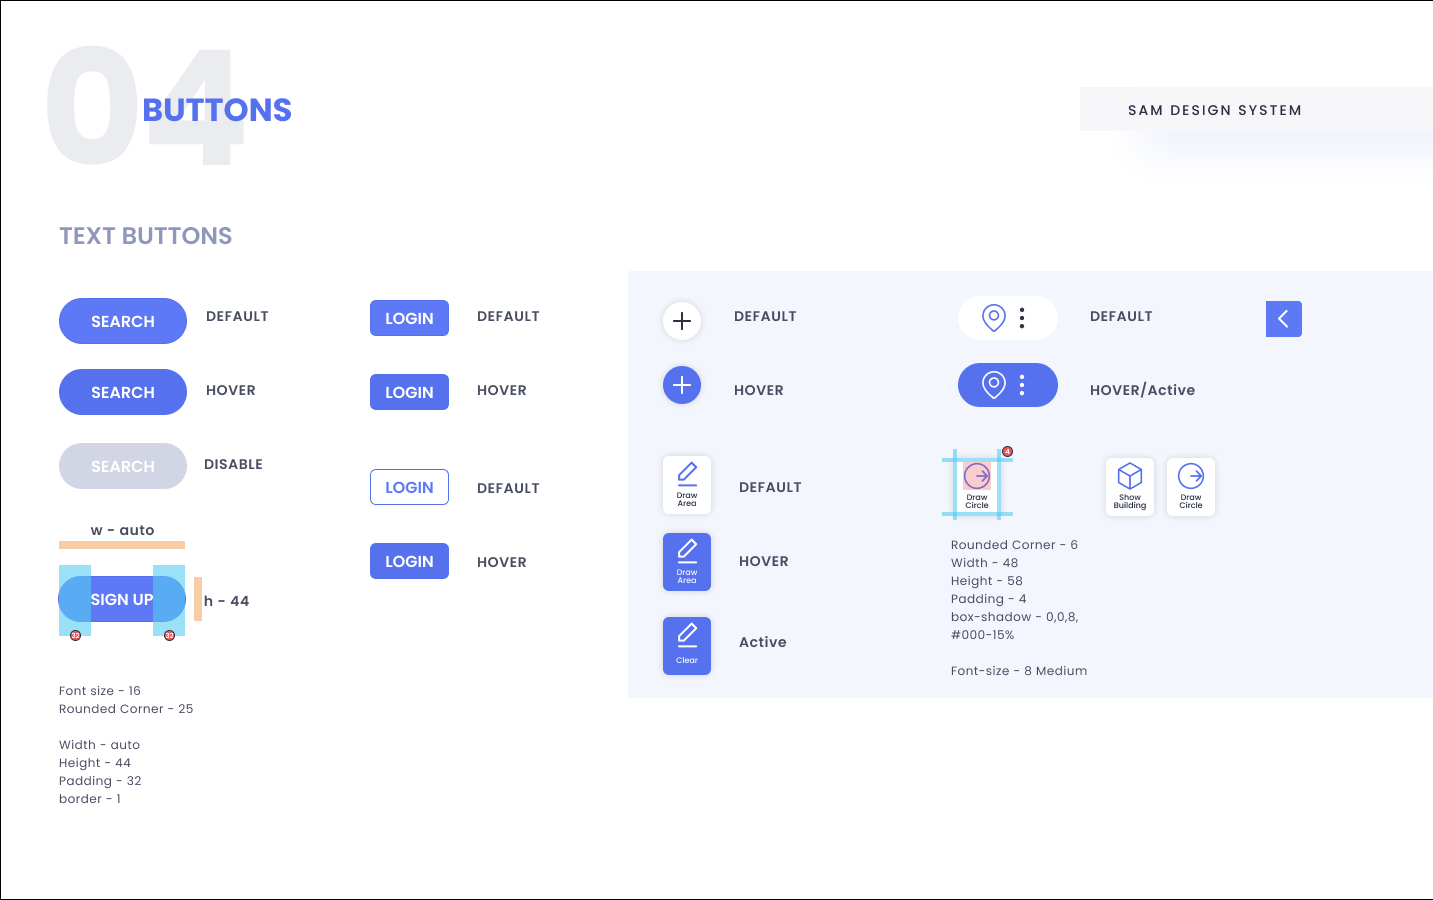 04
BUTTONS
SAM DESIGN SYSTEM
TEXT BUTTONS
SEARCH
DEFAULT
SEARCH
HOVER
SEARCH
DISABLE
w - auto
SIGN UP
h - 44
32
32
Font size - 16
Rounded Corner - 25
Width - auto
Height - 44
Padding - 32
border - 1
LOGIN
DEFAULT
LOGIN
HOVER
LOGIN
DEFAULT
LOGIN
HOVER
DEFAULT
HOVER
Draw
Area
DEFAULT
Draw
Area
HOVER
Clear
Active
DEFAULT
HOVER/Active
4
Draw
Circle
Show
Building
Draw
Circle
Rounded Corner - 6
Width - 48
Height - 58
Padding - 4
box-shadow - 0,0,8,
#000-15%
Font-size - 8 Medium